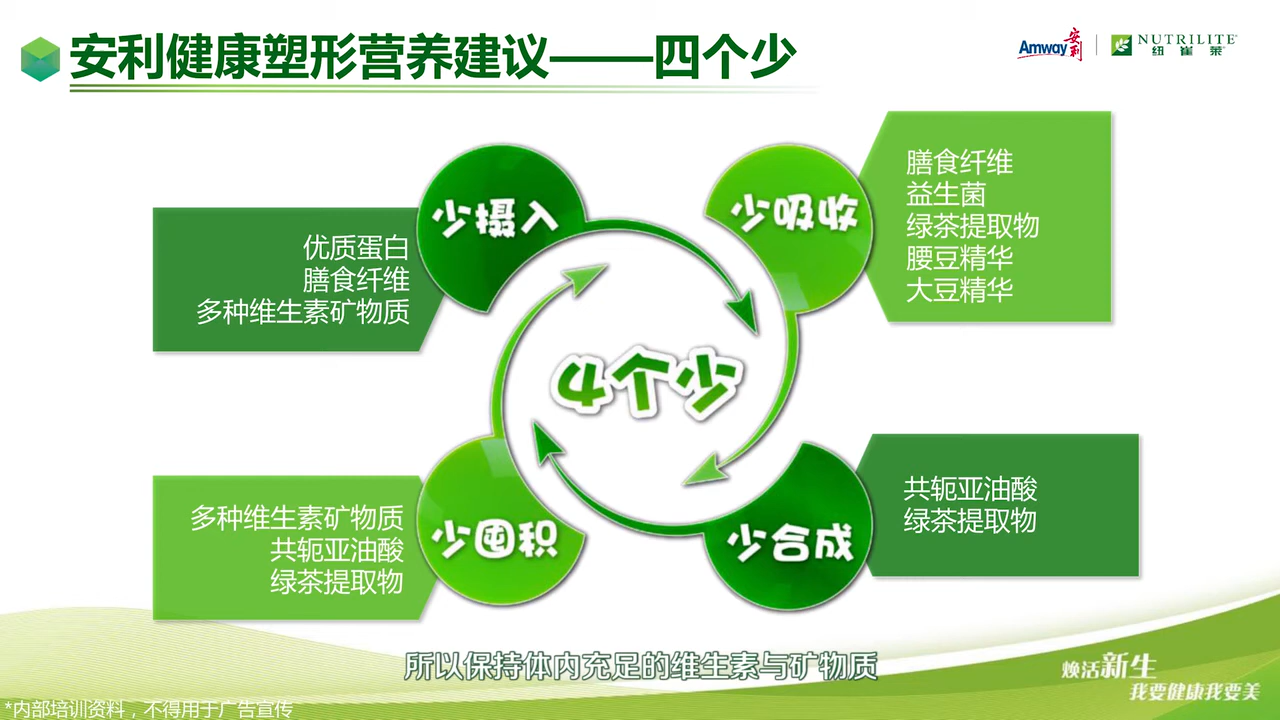 安利健康塑形营养建议——四个少
Amway安利
NUTRILITE
纽崔莱
少摄入
优质蛋白
膳食纤维
多种维生素矿物质
少吸收
膳食纤维
益生菌
绿茶提取物
腰豆精华
大豆精华
4个少
少囤积
多种维生素矿物质
共轭亚油酸
绿茶提取物
少合成
共轭亚油酸
绿茶提取物
所以保持体内充足的维生素与矿物质
焕活新生
我要健康我要美
*内部培训资料，不得用于广告宣传